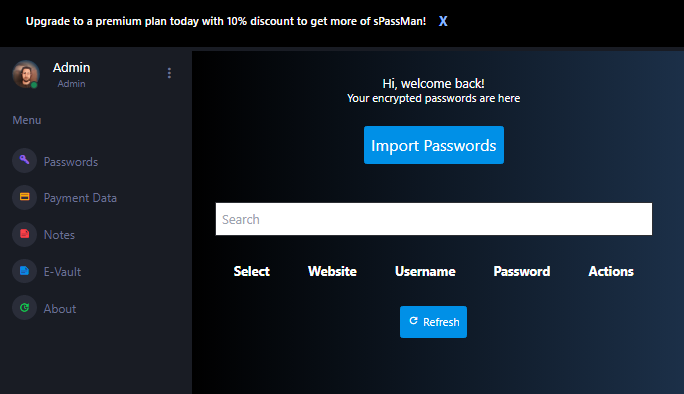 Upgrade to a premium plan today with 10% discount to get more of sPassMan! X
Admin
Admin
Menu
Passwords
Payment Data
Notes
E-Vault
About
Hi, welcome back!
Your encrypted passwords are here
Import Passwords
Search
Select Website Username Password Actions
Refresh